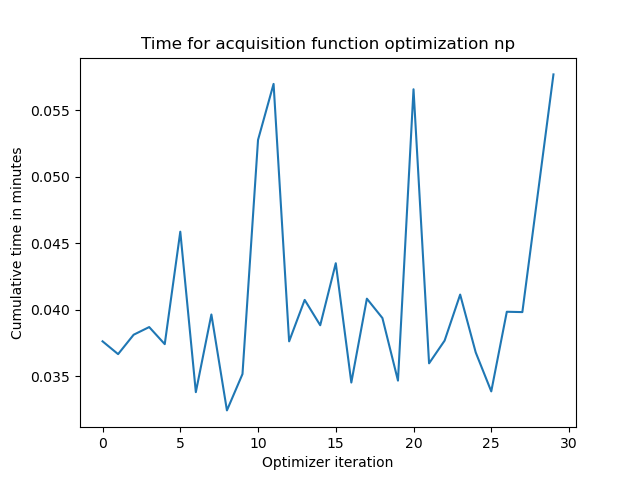 Time for acquisition function optimization np
Cumulative time in minutes
0.055
0.050
0.045
0.040
0.035
0 5 10 15 20 25 30
Optimizer iteration